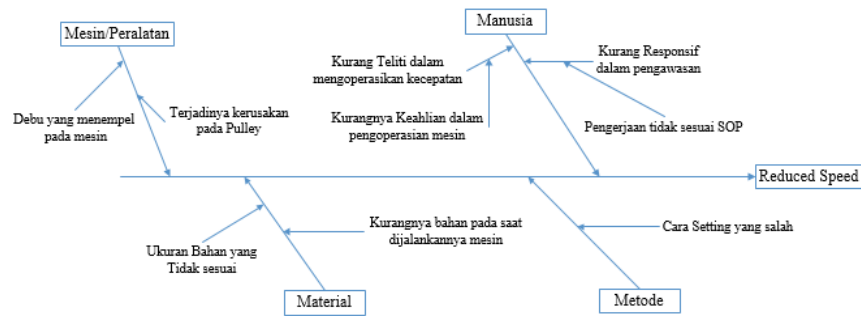 Manusia
Mesin/Peralatan
Kurang Teliti dalam
mengoperasikan kecepatan
Kurang Responsif
dalam pengawasan
Debu yang menempel
pada mesin
Terjadinya kerusakan
pada Pulley
Kurangnya Keahlian dalam
pengoperasian mesin
Pengerjaan tidak sesuai SOP
Reduced Speed
Ukuran Bahan yang
Tidak sesuai
Kurangnya bahan pada saat
dijalankannya mesin
Cara Setting yang salah
Material
Metode